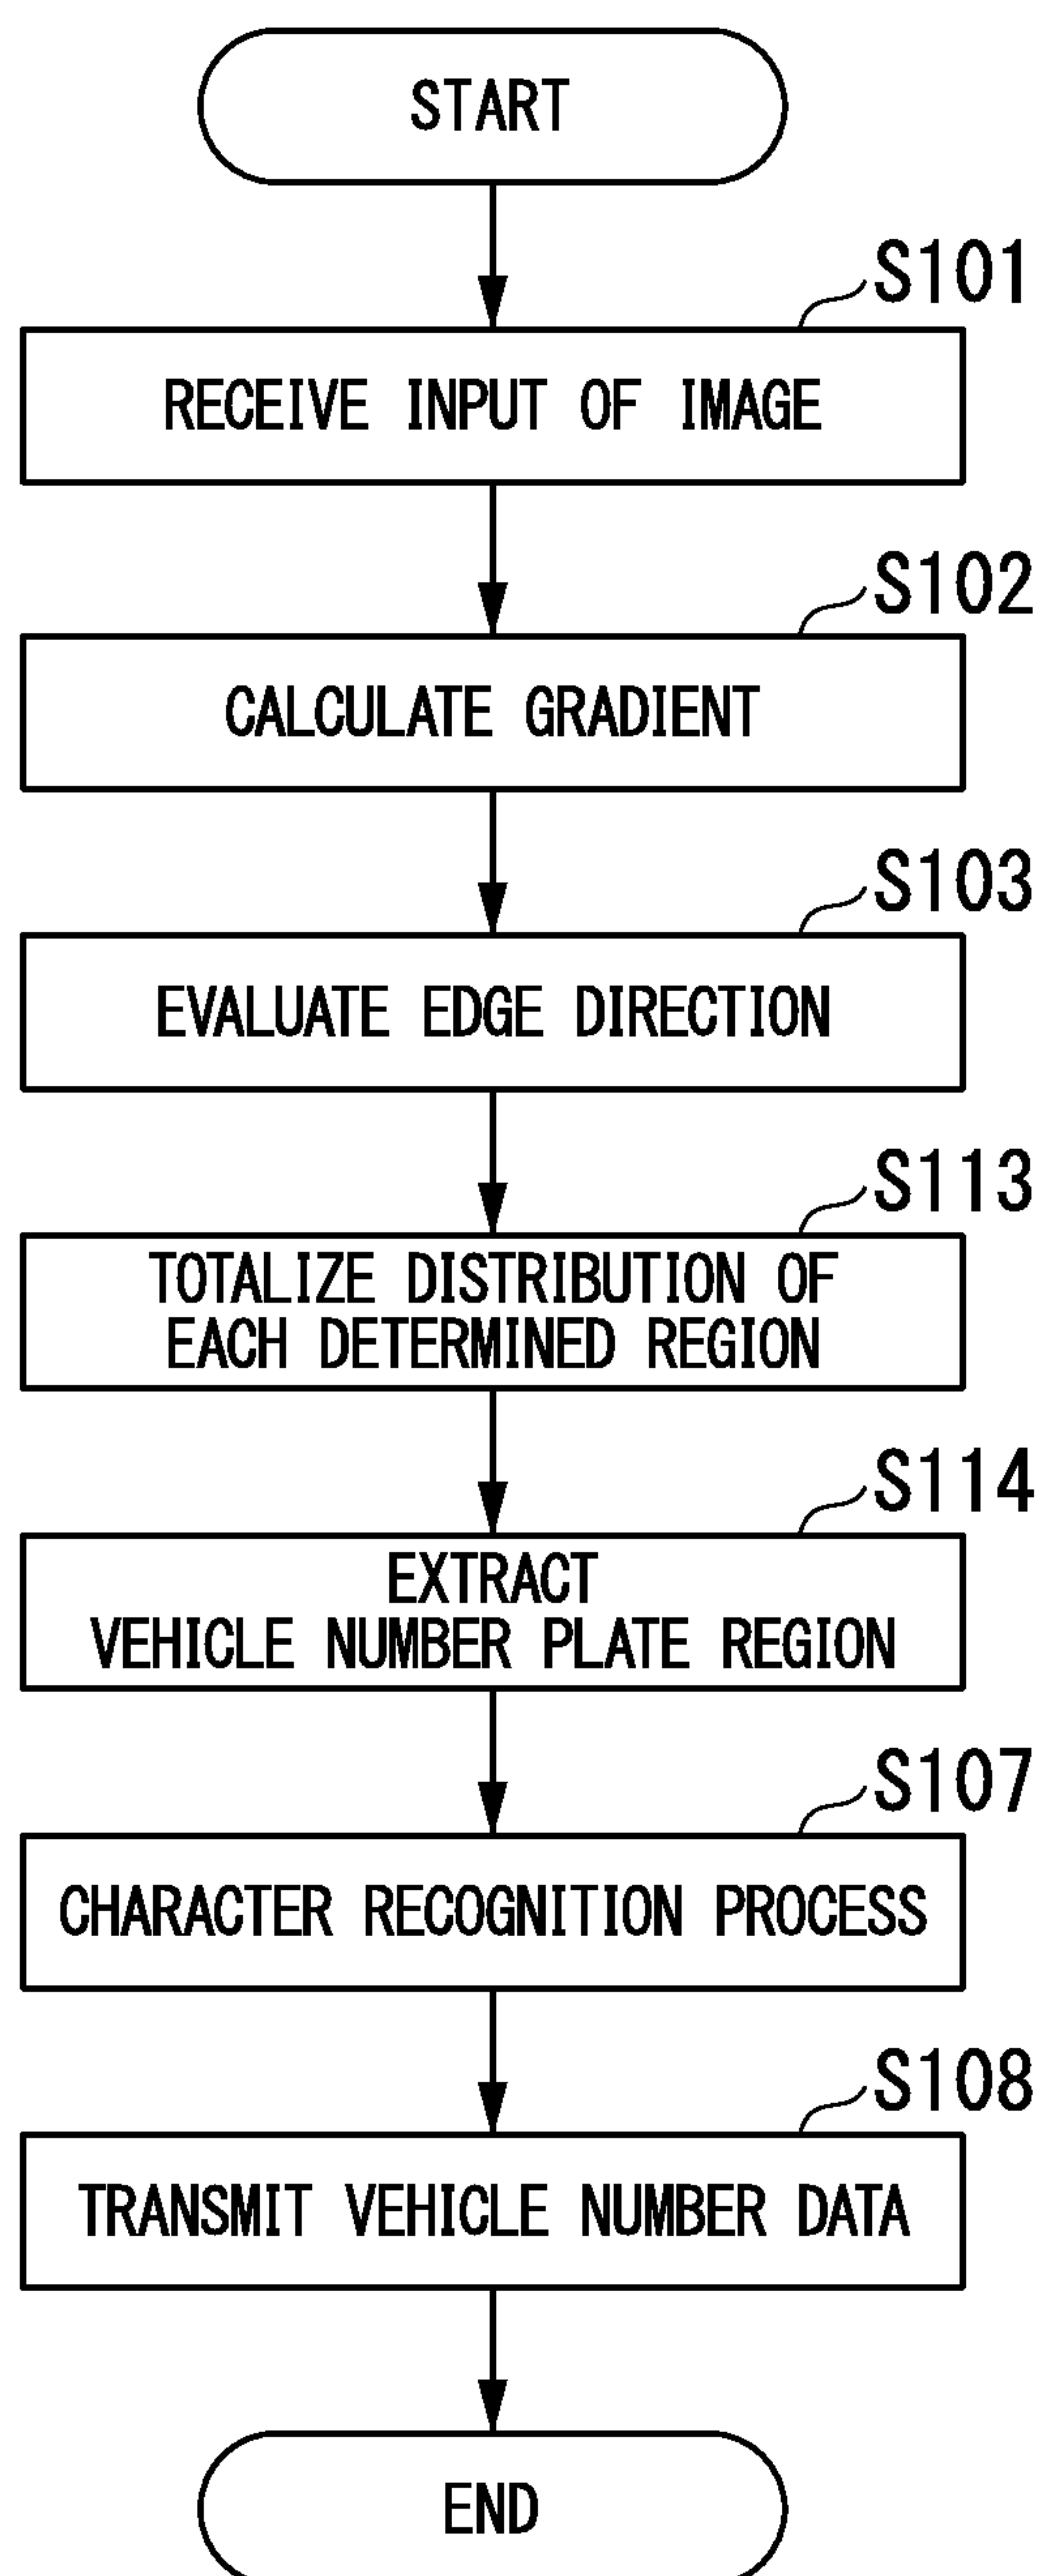 START
S101
RECEIVE INPUT OF IMAGE
S102
CALCULATE GRADIENT
S103
EVALUATE EDGE DIRECTION
S113
TOTALIZE DISTRIBUTION OF
EACH DETERMINED REGION
S114
EXTRACT
VEHICLE NUMBER PLATE REGION
S107
CHARACTER RECOGNITION PROCESS
S108
TRANSMIT VEHICLE NUMBER DATA
END